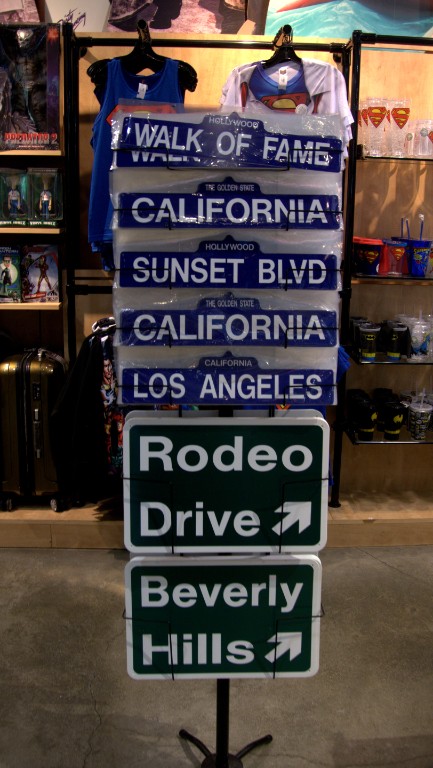 HOLLYWOOD
WALK OF FAME
THE GOLDEN STATE
CALIFORNIA
HOLLYWOOD
SUNSET BLVD
THE GOLDEN STATE
CALIFORNIA
CALIFORNIA
LOS ANGELES
Rodeo
Drive
Beverly
Hills
PREDATOR 2